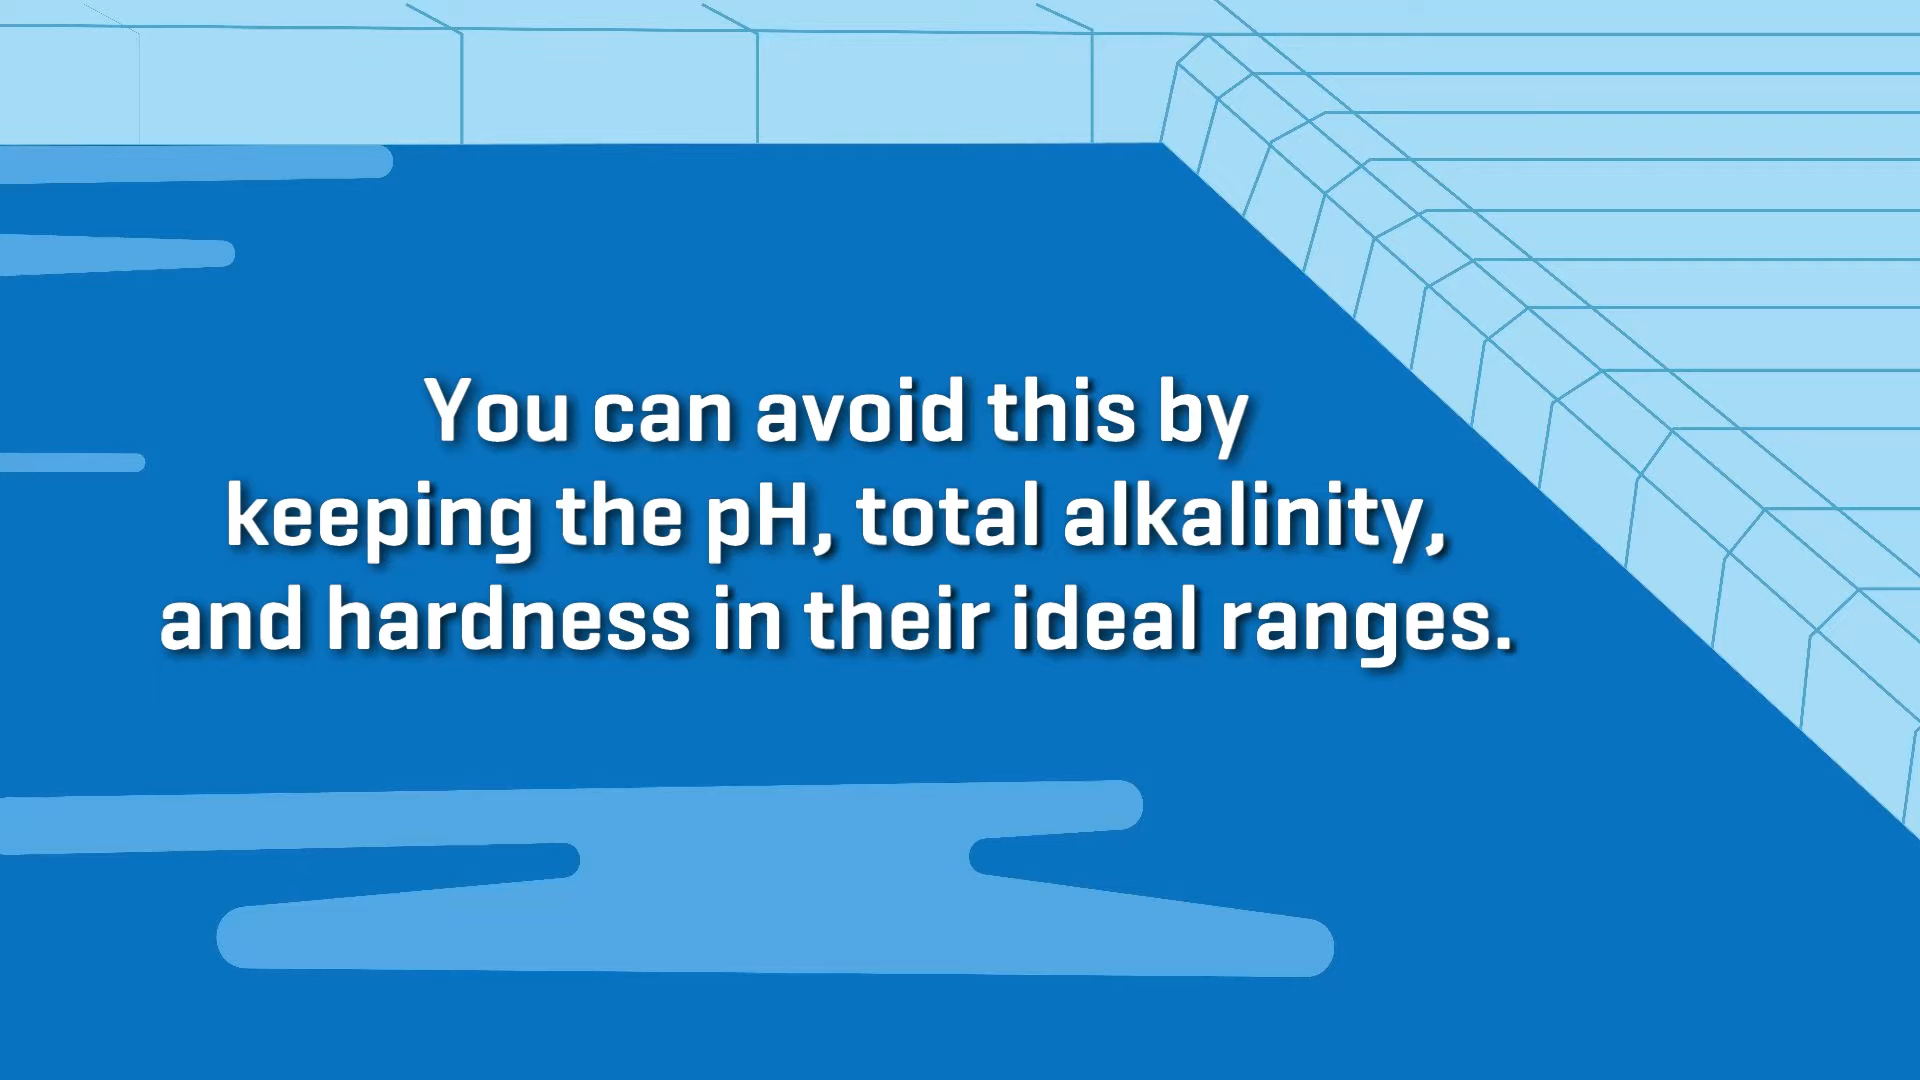 You can avoid this by
keeping the pH, total alkalinity,
and hardness in their ideal ranges.